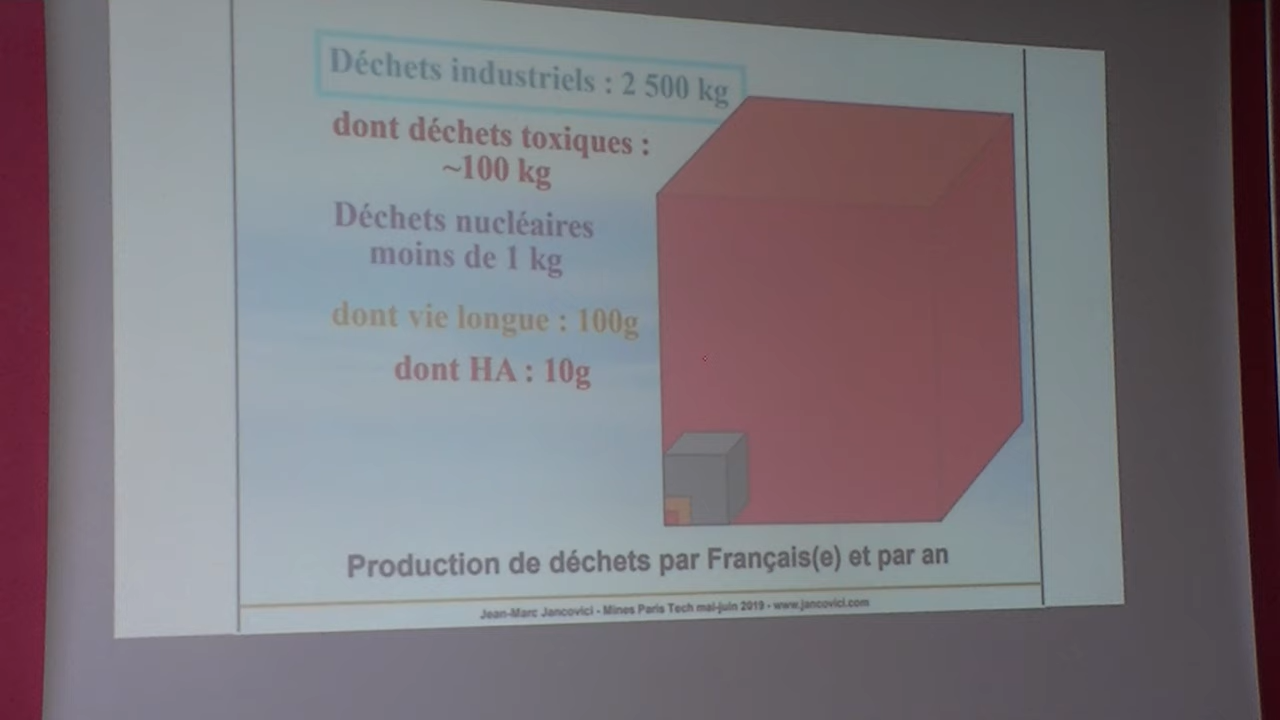 Déchets industriels : 2 500 kg
dont déchets toxiques :
~100 kg
Déchets nucléaires
moins de 1 kg
dont vie longue : 100g
dont HA : 10g
Production de déchets par Français(e) et par an
Jean-Marc Jancovici - Mines Paris Tech mai-juin 2019 - www.jancovici.com